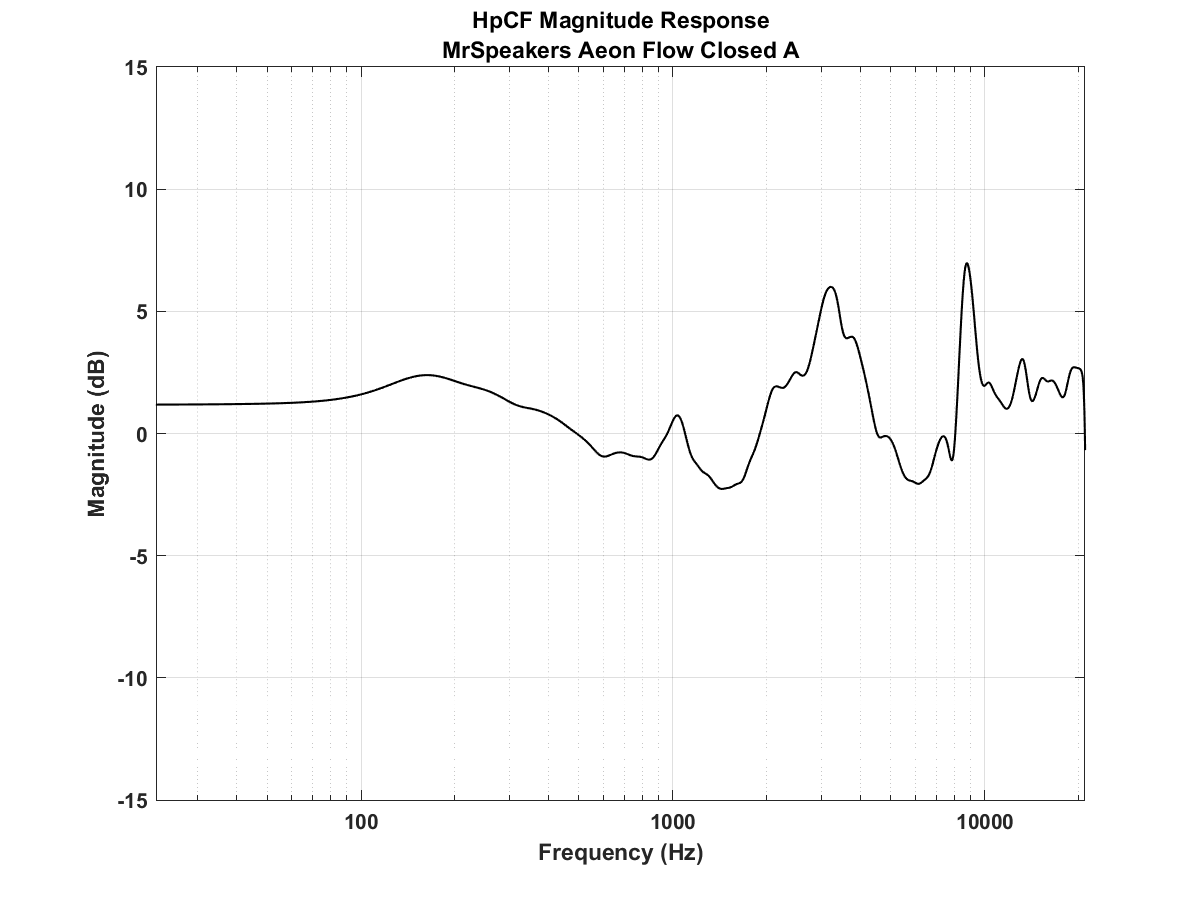 HpCF Magnitude Response
MrSpeakers Aeon Flow Closed A
15
10
5
0
-5
-10
-15
Magnitude (dB)
100
1000
10000
Frequency (Hz)